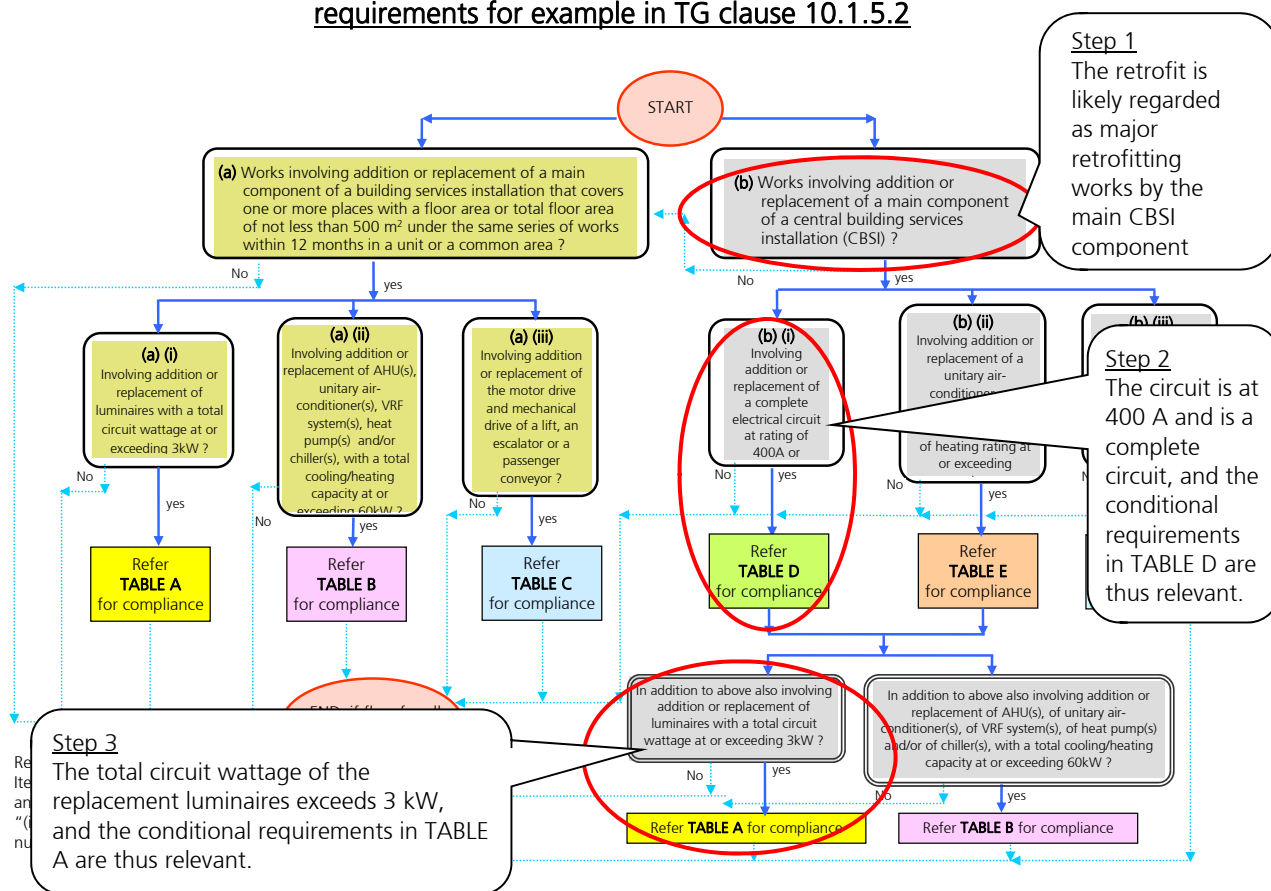 requirements for example in TG clause 10.1.5.2
START
Step 1
The retrofit is
likely regarded
as major
retrofitting
works by the
main CBSI
component
(a) Works involving addition or replacement of a main
component of a building services installation that covers
one or more places with a floor area or total floor area
of not less than 500 m² under the same series of works
within 12 months in a unit or a common area ?
(b) Works involving addition or
replacement of a main component
of a central building services
installation (CBSI) ?
No
yes
No
yes
(a) (i)
Involving addition or
replacement of
luminaires with a total
circuit wattage at or
exceeding 3kW ?
(a) (ii)
Involving addition or
replacement of AHU(s),
unitary air-
conditioner(s), VRF
system(s), heat
pump(s) and/or
chiller(s), with a total
cooling/heating
capacity at or
exceeding 60kW ?
(a) (iii)
Involving addition
or replacement of
the motor drive
and mechanical
drive of a lift, an
escalator or a
passenger
conveyor ?
(b) (i)
Involving
addition or
replacement of
a complete
electrical circuit
at rating of
400A or
(b) (ii)
Involving addition or
replacement of a
unitary air-
of heating rating at
or exceeding
(b) (iii)
Step 2
The circuit is at
400 A and is a
complete
circuit, and the
conditional
requirements
in TABLE D are
thus relevant.
No
yes
No
yes
No
yes
No
yes
No
yes
Refer
TABLE A
for compliance
Refer
TABLE B
for compliance
Refer
TABLE C
for compliance
Refer
TABLE D
for compliance
Refer
TABLE E
for compliance
In addition to above also involving
addition or replacement of
luminaires with a total circuit
wattage at or exceeding 3kW ?
In addition to above also involving addition or
replacement of AHU(s), of unitary air-
conditioner(s), of VRF system(s), of heat pump(s)
and/or of chiller(s), with a total cooling/heating
capacity at or exceeding 60kW ?
Step 3
The total circuit wattage of the
replacement luminaires exceeds 3 kW,
and the conditional requirements in TABLE
A are thus relevant.
No
yes
No
yes
Refer TABLE A for compliance
Refer TABLE B for compliance